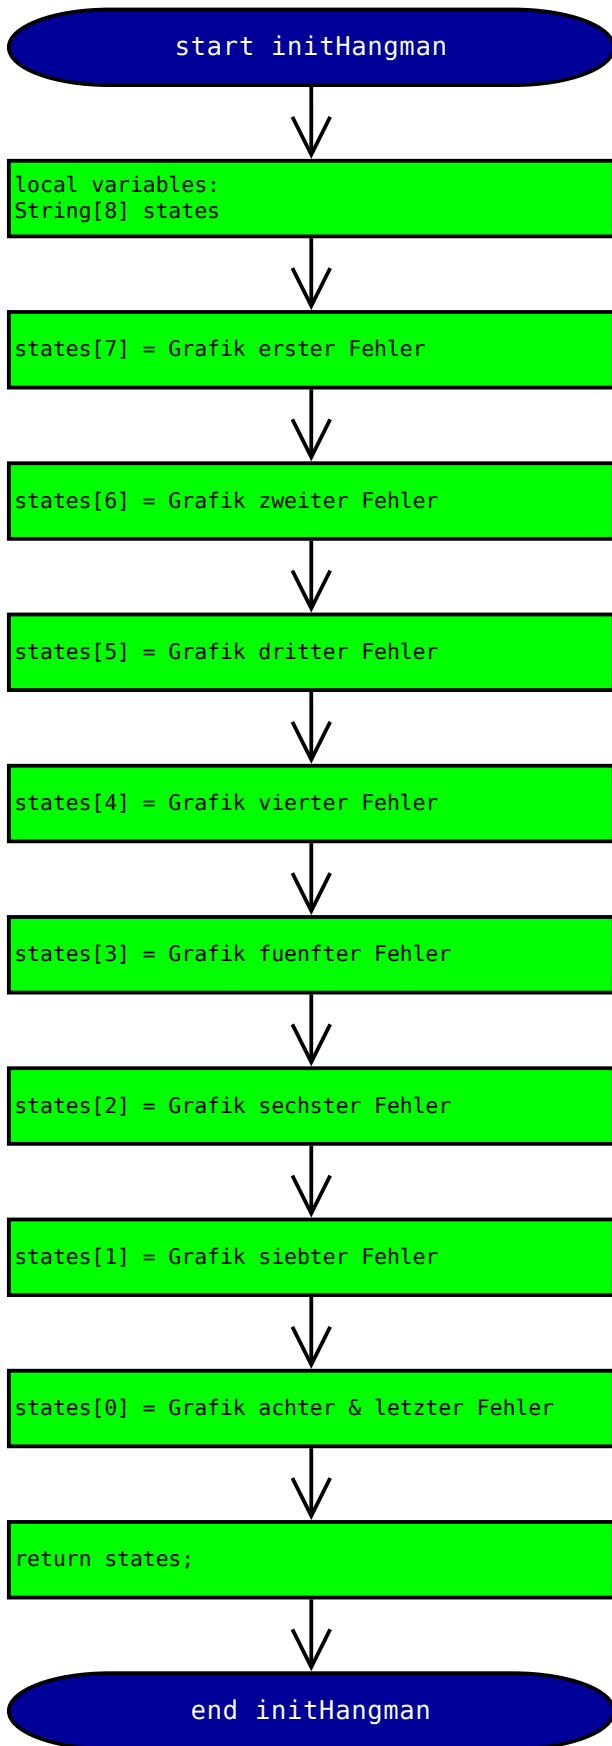 start initHangman
local variables:
String[8] states
states[7] = Grafik erster Fehler
states[6] = Grafik zweiter Fehler
states[5] = Grafik dritter Fehler
states[4] = Grafik vierter Fehler
states[3] = Grafik fuenfter Fehler
states[2] = Grafik sechster Fehler
states[1] = Grafik siebter Fehler
states[0] = Grafik achter & letzter Fehler
return states;
end initHangman